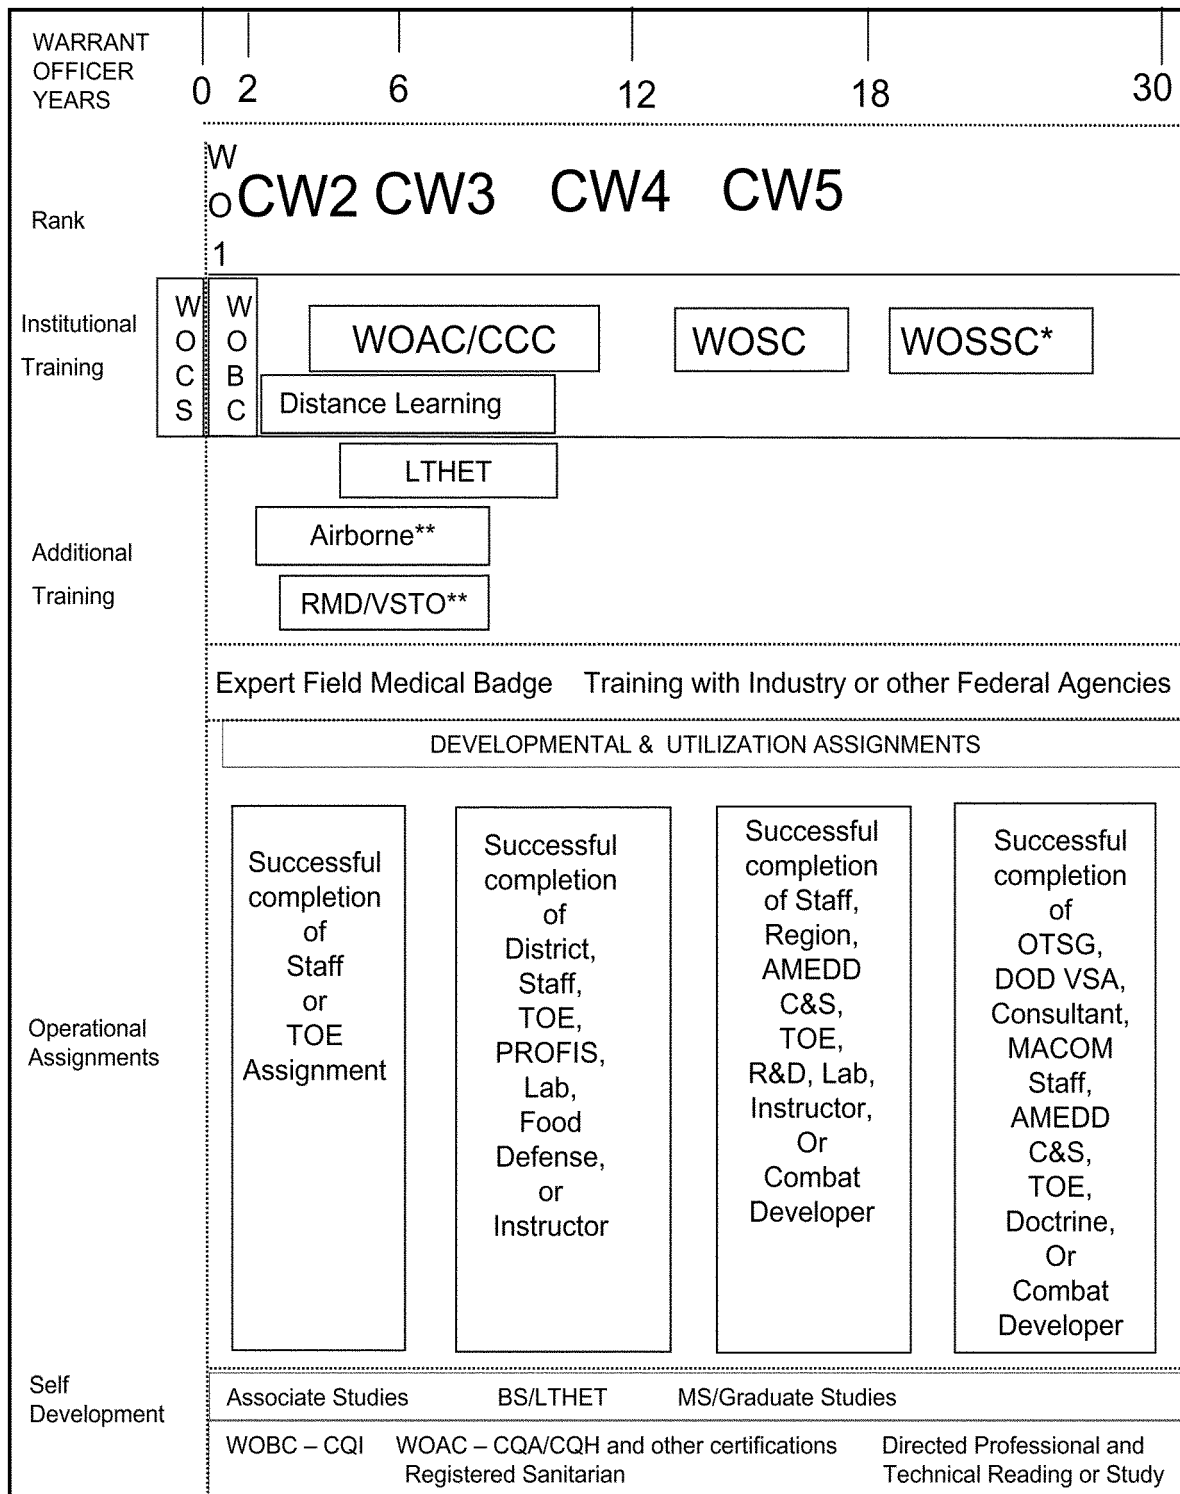 WARRANT
OFFICER
YEARS
0 2 6 12 18 30
Rank
W
O
1
CW2 CW3 CW4 CW5
Institutional
Training
W
O
C
S
W
O
B
C
WOAC/CCC
WOSC
WOSSC*
Distance Learning
Additional
Training
LTHET
Airborne**
RMD/VSTO**
Expert Field Medical Badge Training with Industry or other Federal Agencies
DEVELOPMENTAL & UTILIZATION ASSIGNMENTS
Operational
Assignments
Successful
completion
of
Staff
or
TOE
Assignment
Successful
completion
of
District,
Staff,
TOE,
PROFIS,
Lab,
Food
Defense,
or
Instructor
Successful
completion
of Staff,
Region,
AMEDD
C&S,
TOE,
R&D, Lab,
Instructor,
Or
Combat
Developer
Successful
completion
of
OTSG,
DOD VSA,
Consultant,
MACOM
Staff,
AMEDD
C&S,
TOE,
Doctrine,
Or
Combat
Developer
Self
Development
Associate Studies BS/LTHET MS/Graduate Studies
WOBC – CQI WOAC – CQA/CQH and other certifications Directed Professional and
Registered Sanitarian Technical Reading or Study